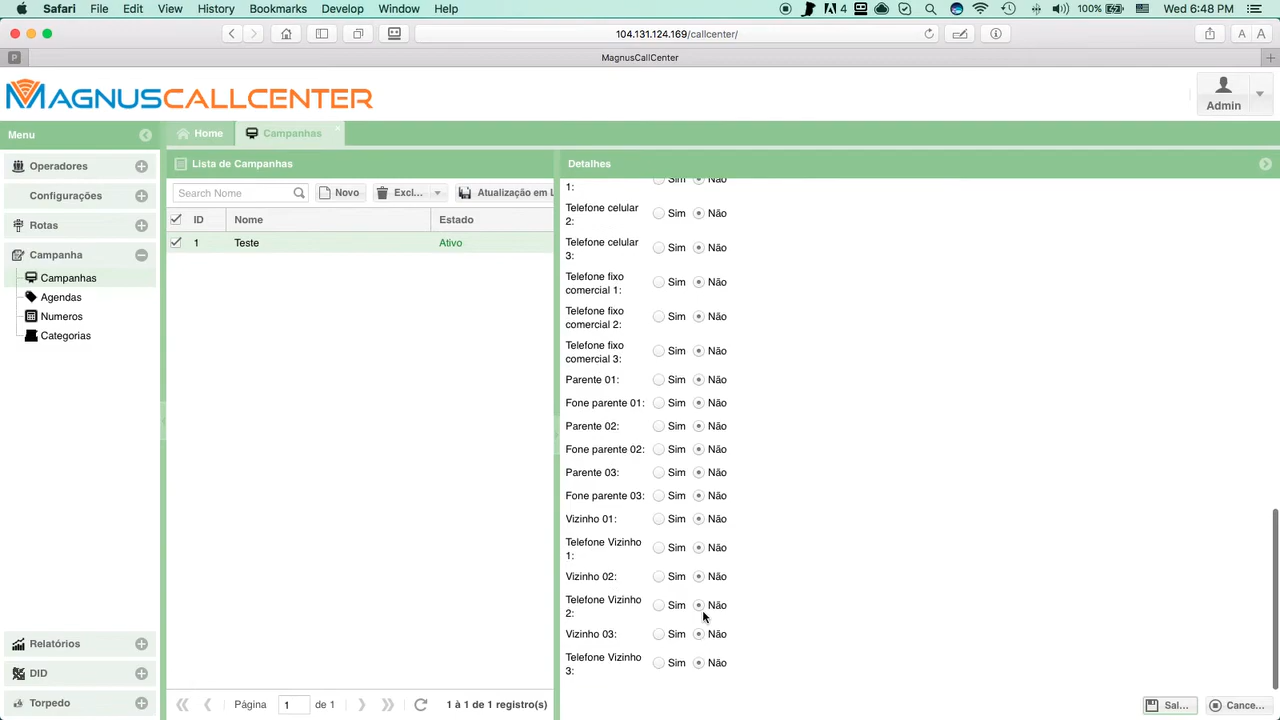 Safari File Edit View History Bookmarks Develop Window Help
4
100%
Wed 6:48 PM
104.131.124.169/callcenter/
A A
P
MagnusCallCenter
MAGNUSCALLCENTER
Admin
Menu
Home
Campanhas
Operadores
Configurações
Rotas
Campanha
Campanhas
Agendas
Numeros
Categorias
Relatórios
DID
Torpedo
Lista de Campanhas
Search Nome
Novo
Excl...
Atualização em L
ID Nome Estado
1 Teste Ativo
Página 1 de 1
1 à 1 de 1 registro(s)
Detalhes
1: Sim Não
Telefone celular
2: Sim Não
Telefone celular
3: Sim Não
Telefone fixo
comercial 1: Sim Não
Telefone fixo
comercial 2: Sim Não
Telefone fixo
comercial 3: Sim Não
Parente 01: Sim Não
Fone parente 01: Sim Não
Parente 02: Sim Não
Fone parente 02: Sim Não
Parente 03: Sim Não
Fone parente 03: Sim Não
Vizinho 01: Sim Não
Telefone Vizinho
1: Sim Não
Vizinho 02: Sim Não
Telefone Vizinho
2: Sim Não
Vizinho 03: Sim Não
Telefone Vizinho
3: Sim Não
Sal...
Cance...